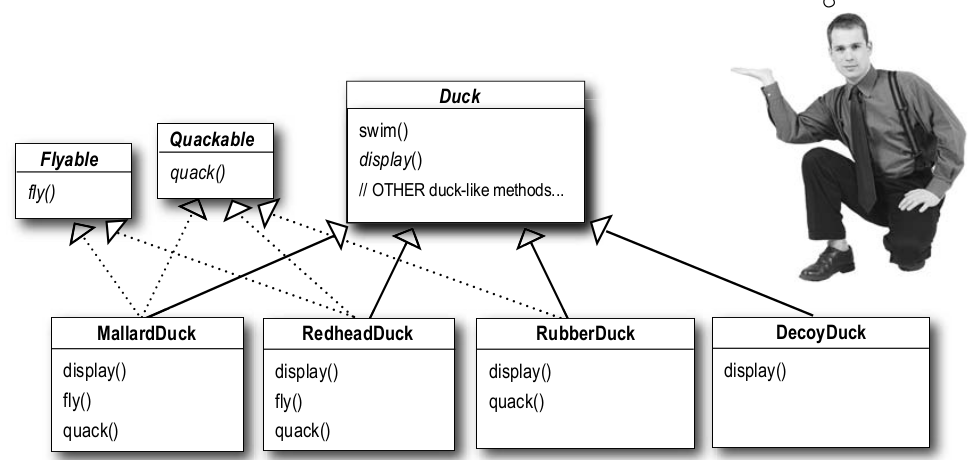 Duck
swim()
display()
// OTHER duck-like methods...
Quackable
quack()
Flyable
fly()
MallardDuck
display()
fly()
quack()
RedheadDuck
display()
fly()
quack()
RubberDuck
display()
quack()
DecoyDuck
display()